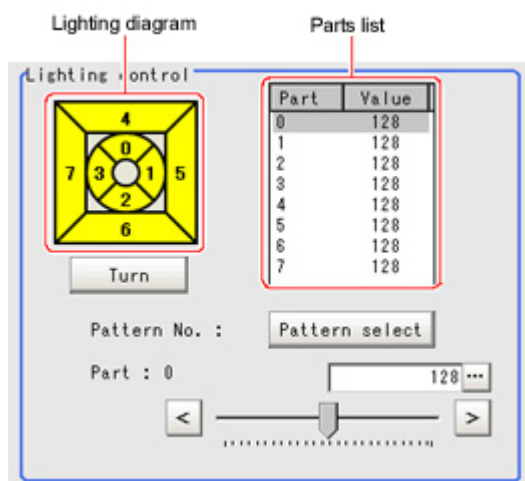 Lighting diagram
Parts list
Lighting control
Part Value
0 128
1 128
2 128
3 128
4 128
5 128
6 128
7 128
4
0
7 3 1 5
2
6
Turn
Pattern No. :
Pattern select
Part : 0
128 ...
<
>